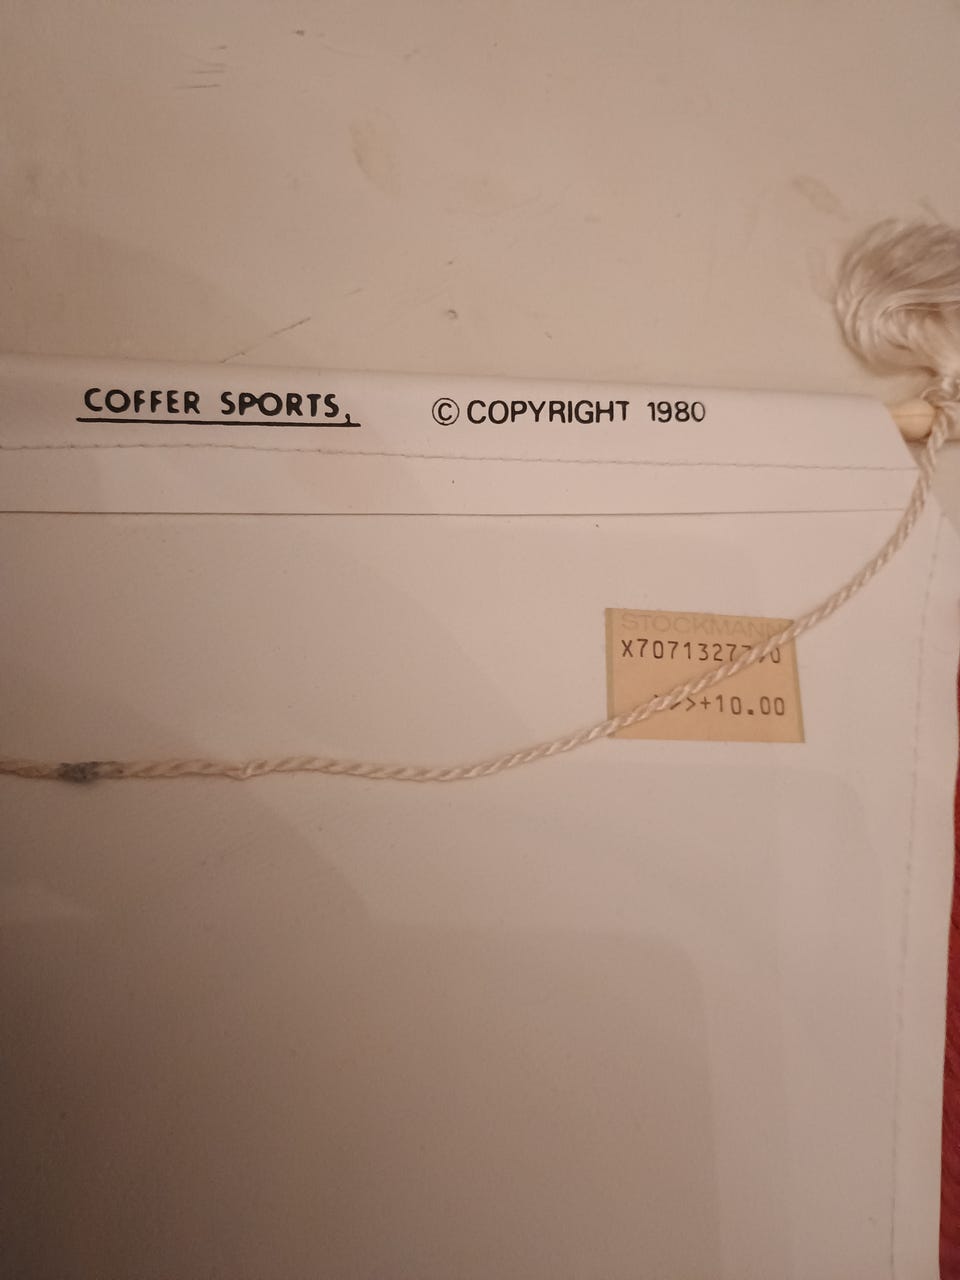 COFFER SPORTS, © COPYRIGHT 1980
STOCKMANN
>>+10.00